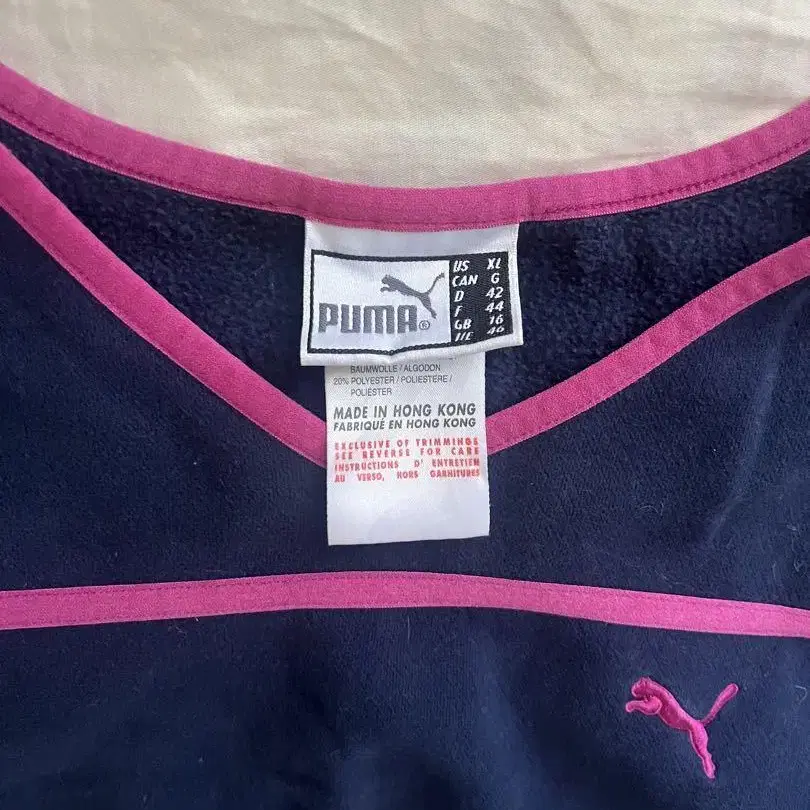 PUMA®
US XL
CAN G
D 42
F 44
GB 16
I/E 46
BAUMWOLLE / ALGODON
20% POLYESTER / POLIESTERE /
POLIESTER
MADE IN HONG KONG
FABRIQUÉ EN HONG KONG
EXCLUSIVE OF TRIMMINGS
SEE REVERSE FOR CARE
INSTRUCTIONS D' ENTRETIEN
AU VERSO, HORS GARNITURES